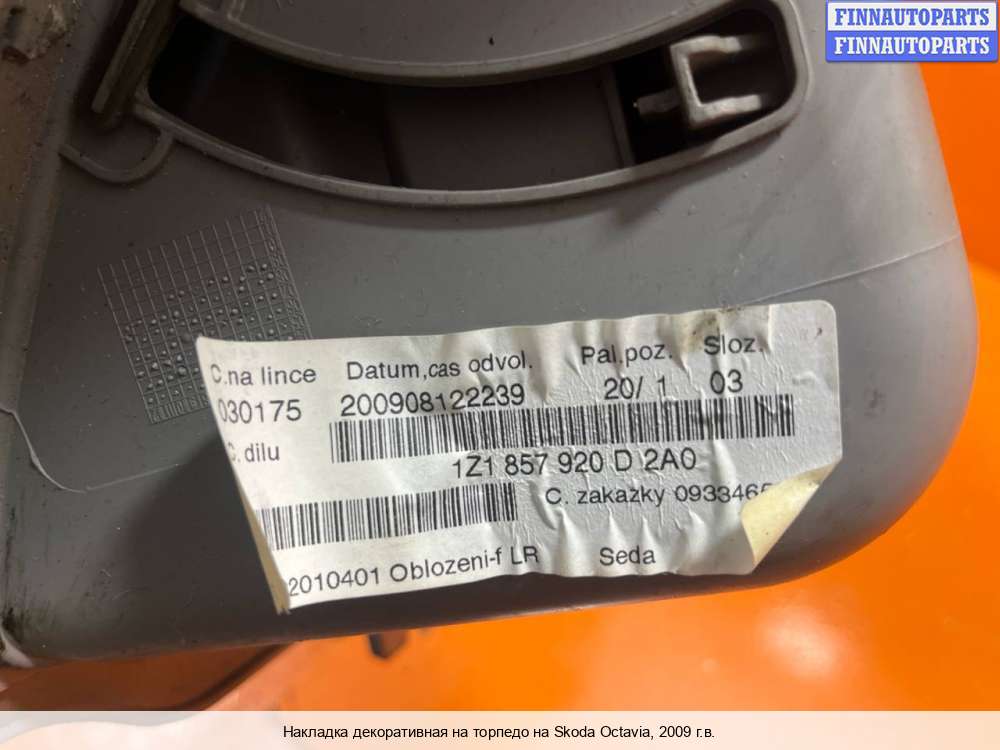 FINNAUTOPARTS
FINNAUTOPARTS
C.na lince Datum,cas odvol. Pal.poz. Sloz.
030175 200908122239 20/ 1 03
C. dilu
1Z1 857 920 D 2A0
C. zakazky 0933465
2010401 Oblozeni-f LR Seda
Накладка декоративная на торпедо на Skoda Octavia, 2009 г.в.